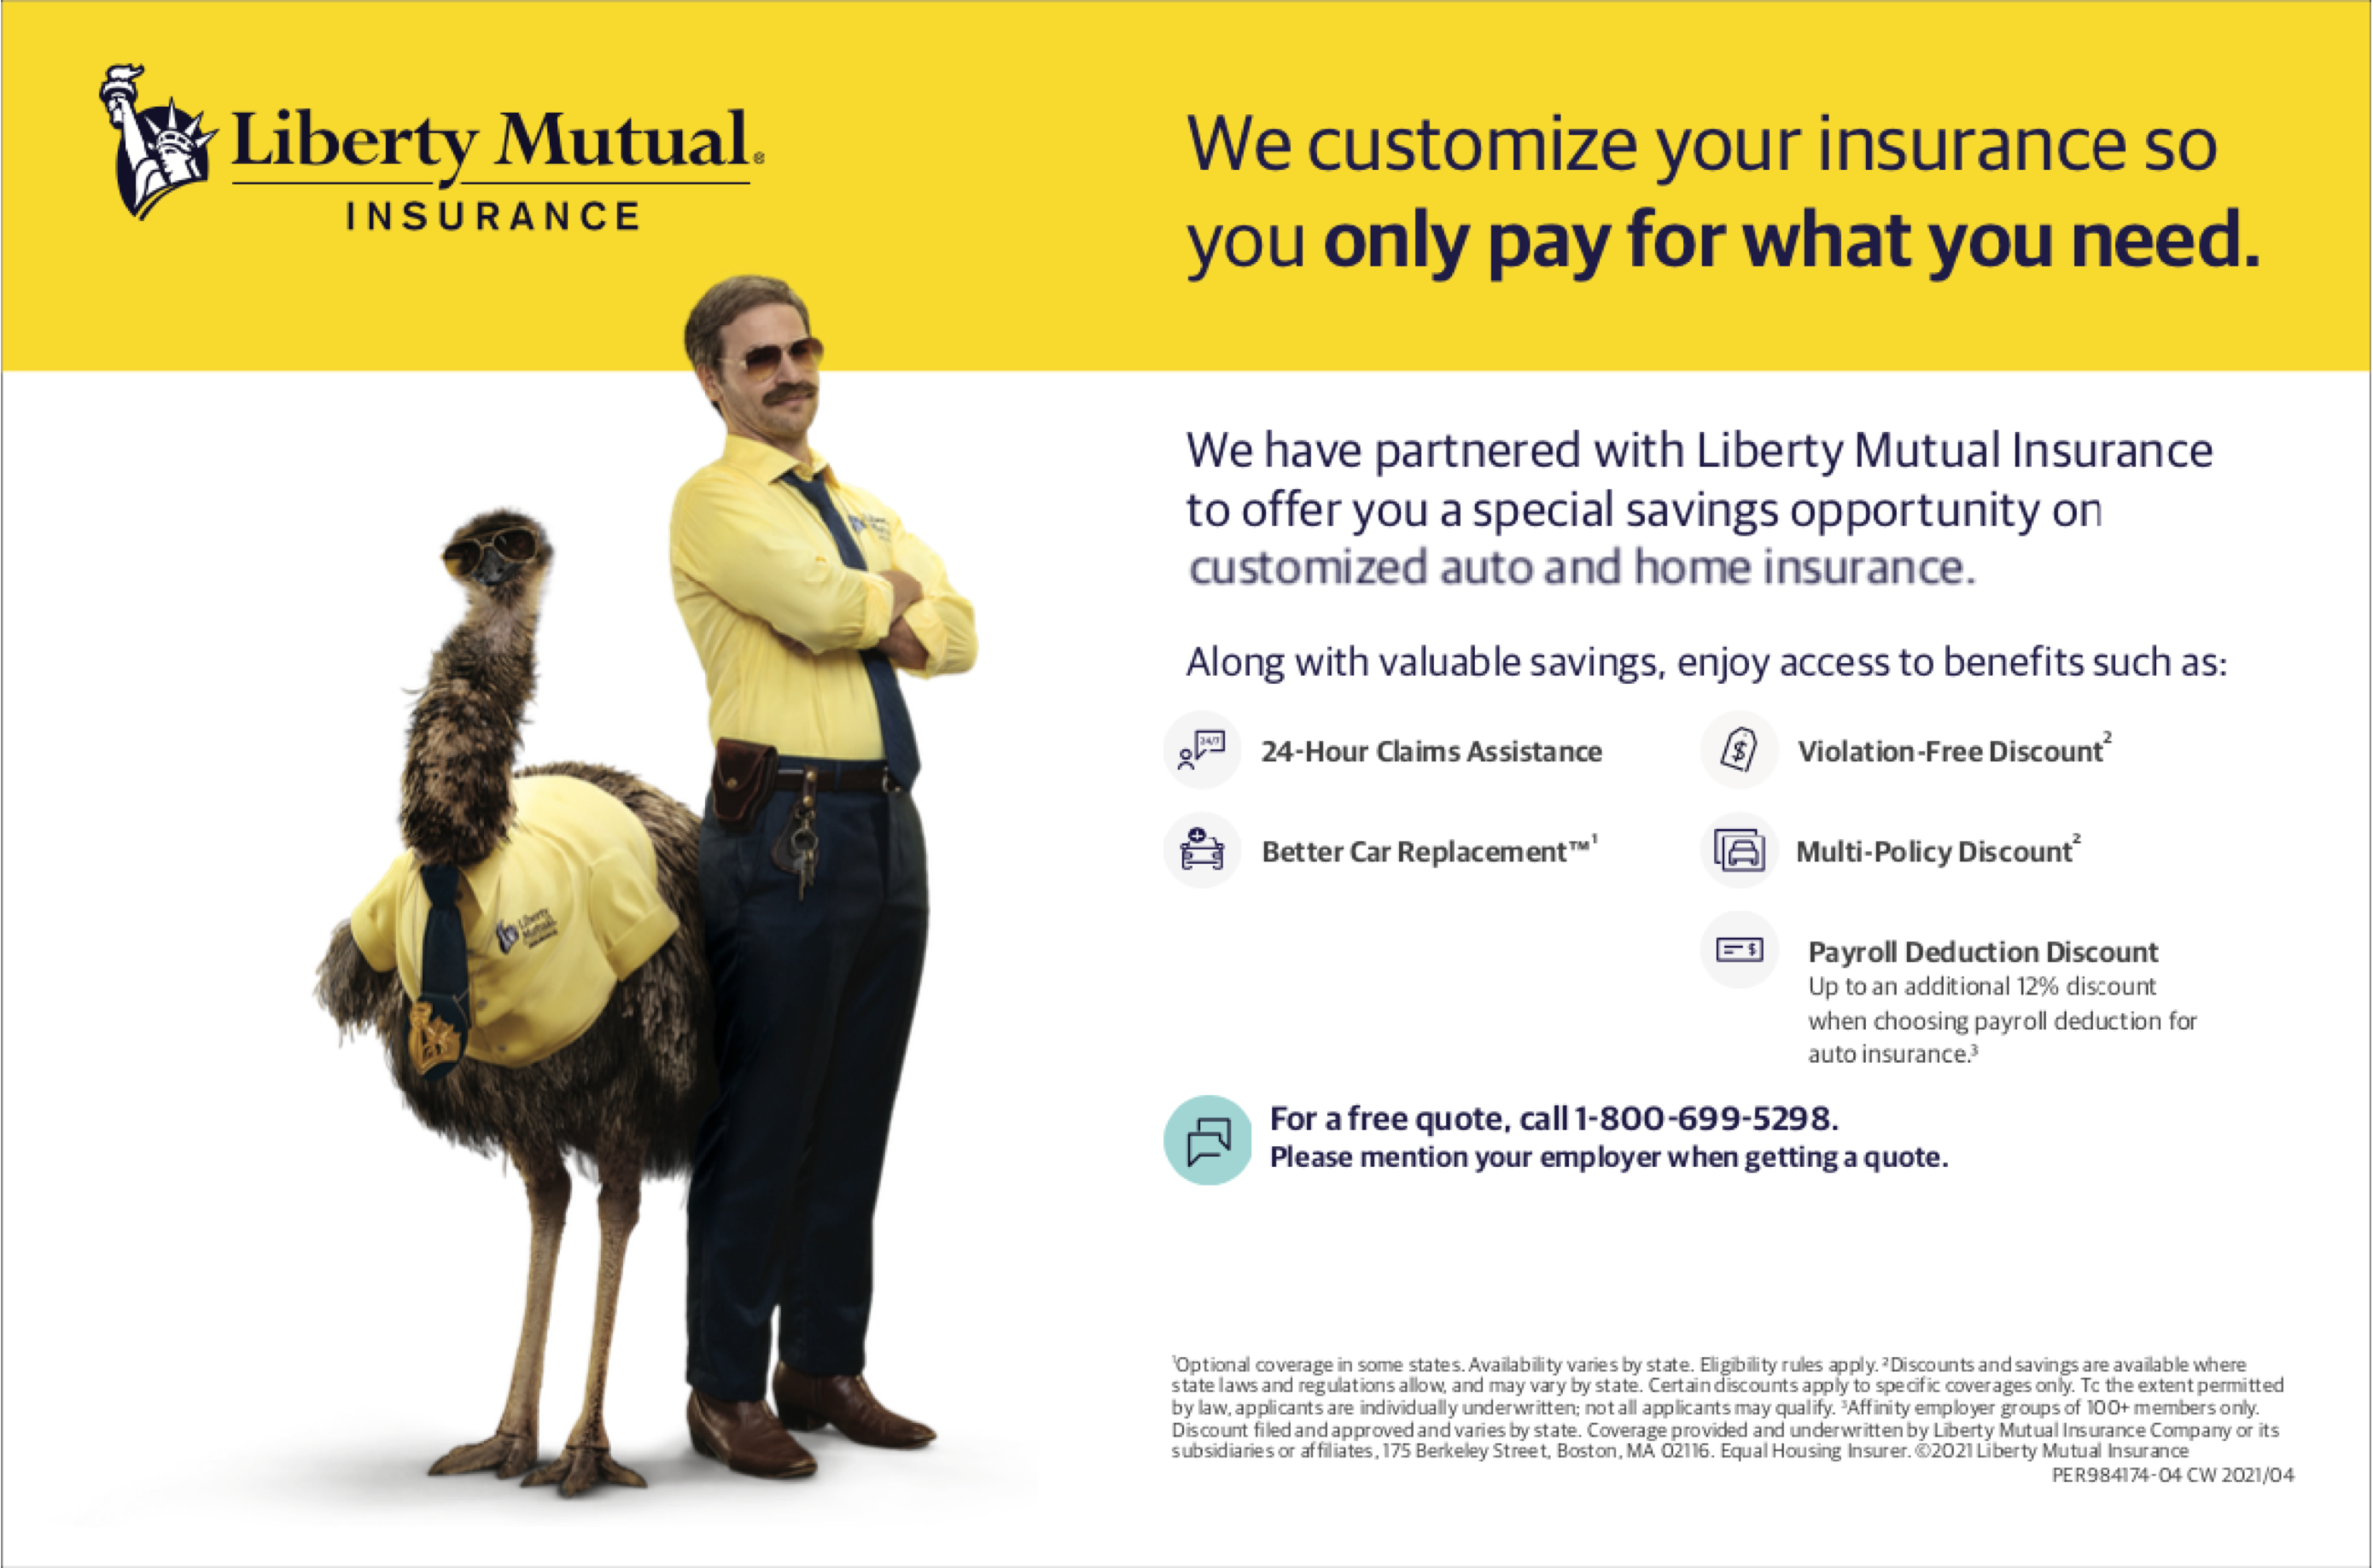 Liberty Mutual®
INSURANCE
We customize your insurance so
you only pay for what you need.
We have partnered with Liberty Mutual Insurance
to offer you a special savings opportunity on
customized auto and home insurance.
Along with valuable savings, enjoy access to benefits such as:
24/7
24-Hour Claims Assistance
$
Violation-Free Discount²
Better Car Replacement™¹
Multi-Policy Discount²
$
Payroll Deduction Discount
Up to an additional 12% discount
when choosing payroll deduction for
auto insurance.³
Liberty
Mutual
INSURANCE
For a free quote, call 1-800-699-5298.
Please mention your employer when getting a quote.
¹Optional coverage in some states. Availability varies by state. Eligibility rules apply. ²Discounts and savings are available where
state laws and regulations allow, and may vary by state. Certain discounts apply to specific coverages only. To the extent permitted
by law, applicants are individually underwritten; not all applicants may qualify. ³Affinity employer groups of 100+ members only.
Discount filed and approved and varies by state. Coverage provided and underwritten by Liberty Mutual Insurance Company or its
subsidiaries or affiliates, 175 Berkeley Street, Boston, MA 02116. Equal Housing Insurer. ©2021 Liberty Mutual Insurance
PER984174-04 CW 2021/04